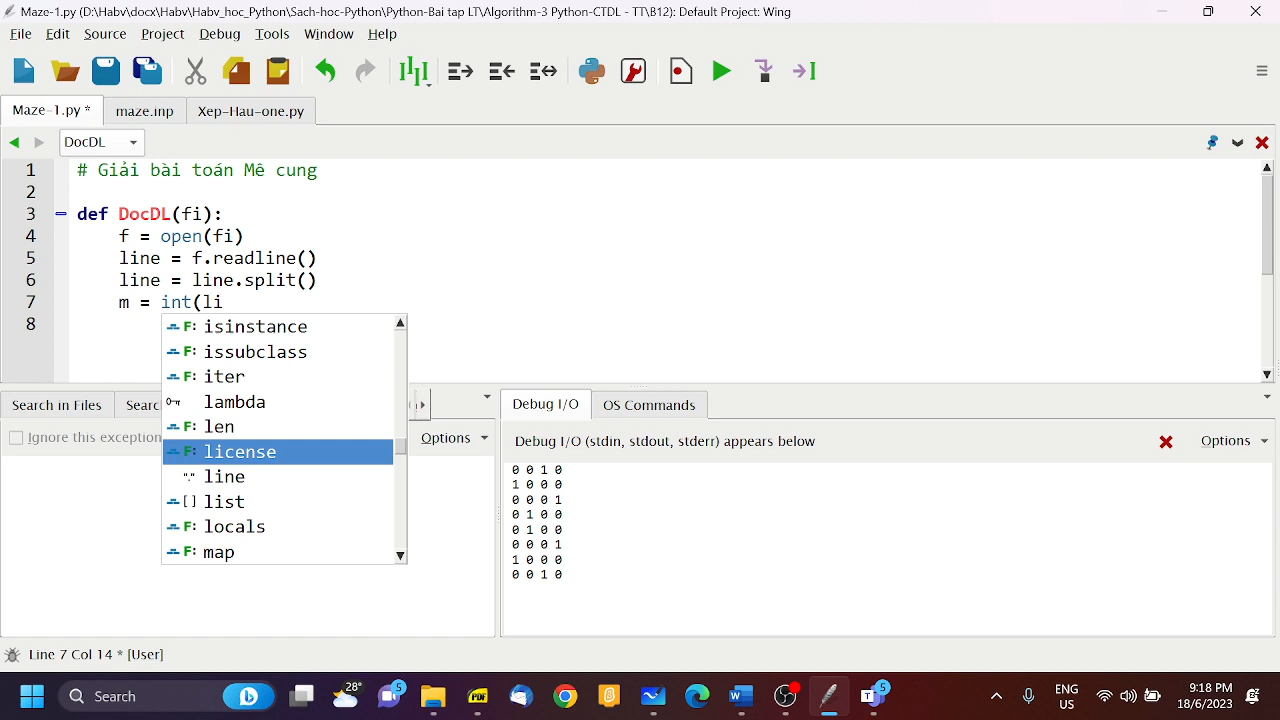 Maze-1.py (D:\Habv\docx\Habv\Habv_hoc_Python\Sach-hoc-Python\Python-Bai tap LT\Algorithm-3 Python-CTDL - TT\B12): Default Project: Wing
File Edit Source Project Debug Tools Window Help
Maze-1.py * maze.inp Xep-Hau-one.py
DocDL
1 # Giải bài toán Mê cung
2
3 def DocDL(fi):
4 f = open(fi)
5 line = f.readline()
6 line = line.split()
7 m = int(li
8
F: isinstance
F: issubclass
F: iter
lambda
F: len
F: license
"." line
[] list
F: locals
F: map
Search in Files Searc
Ignore this exception Options
Debug I/O OS Commands
Debug I/O (stdin, stdout, stderr) appears below Options
0 0 1 0
1 0 0 0
0 0 0 1
0 1 0 0
0 1 0 0
0 0 0 1
1 0 0 0
0 0 1 0
Line 7 Col 14 * [User]
Search 28° 5 PDF 5 ENG US 9:18 PM 18/6/2023